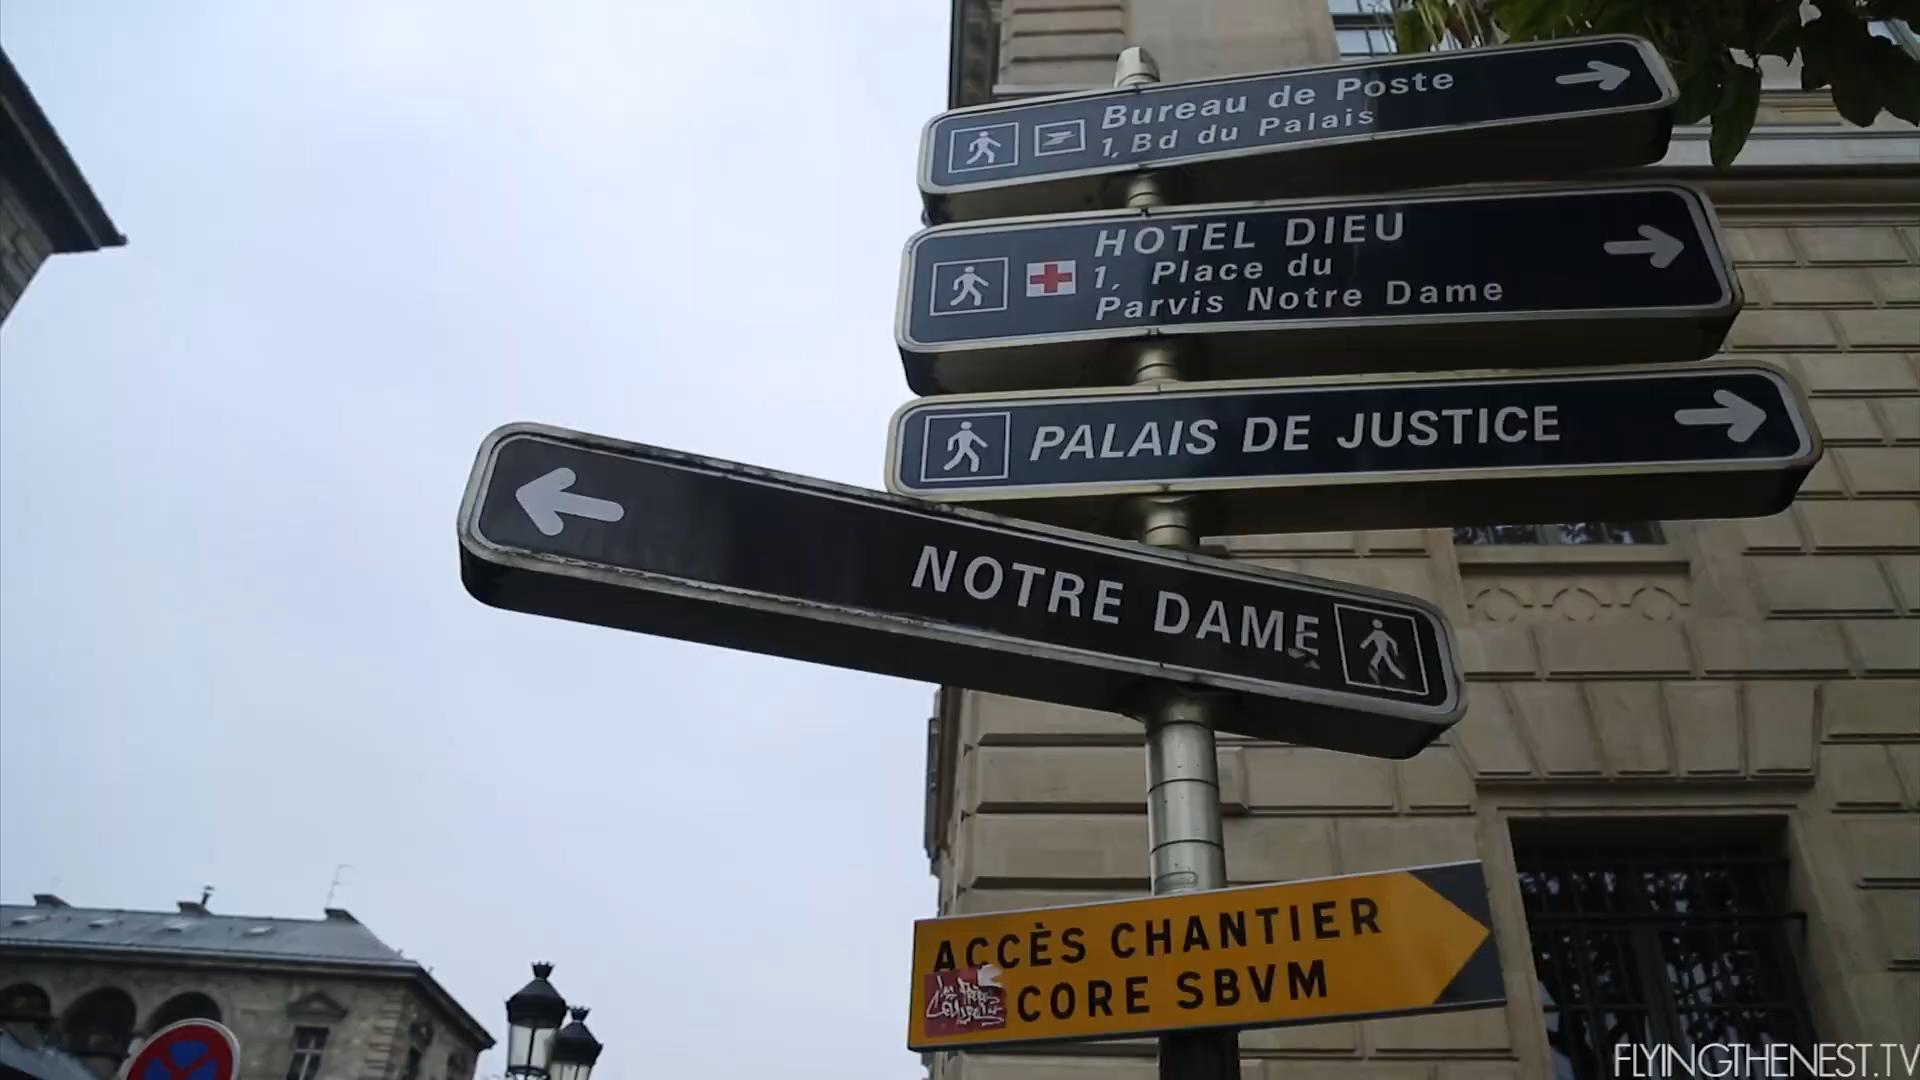 Bureau de Poste
1, Bd du Palais
HOTEL DIEU
1, Place du
Parvis Notre Dame
PALAIS DE JUSTICE
NOTRE DAME
ACCÈS CHANTIER
CORE SBVM
FLYINGTHENEST.TV